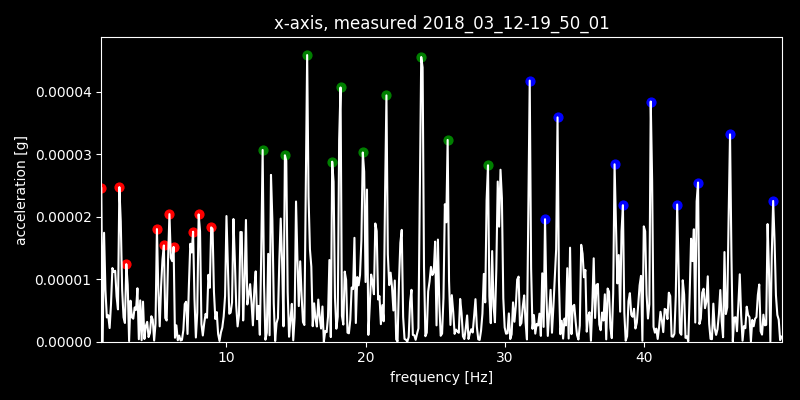 x-axis, measured 2018_03_12-19_50_01
acceleration [g]
0.00004
0.00003
0.00002
0.00001
0.00000
10 20 30 40
frequency [Hz]